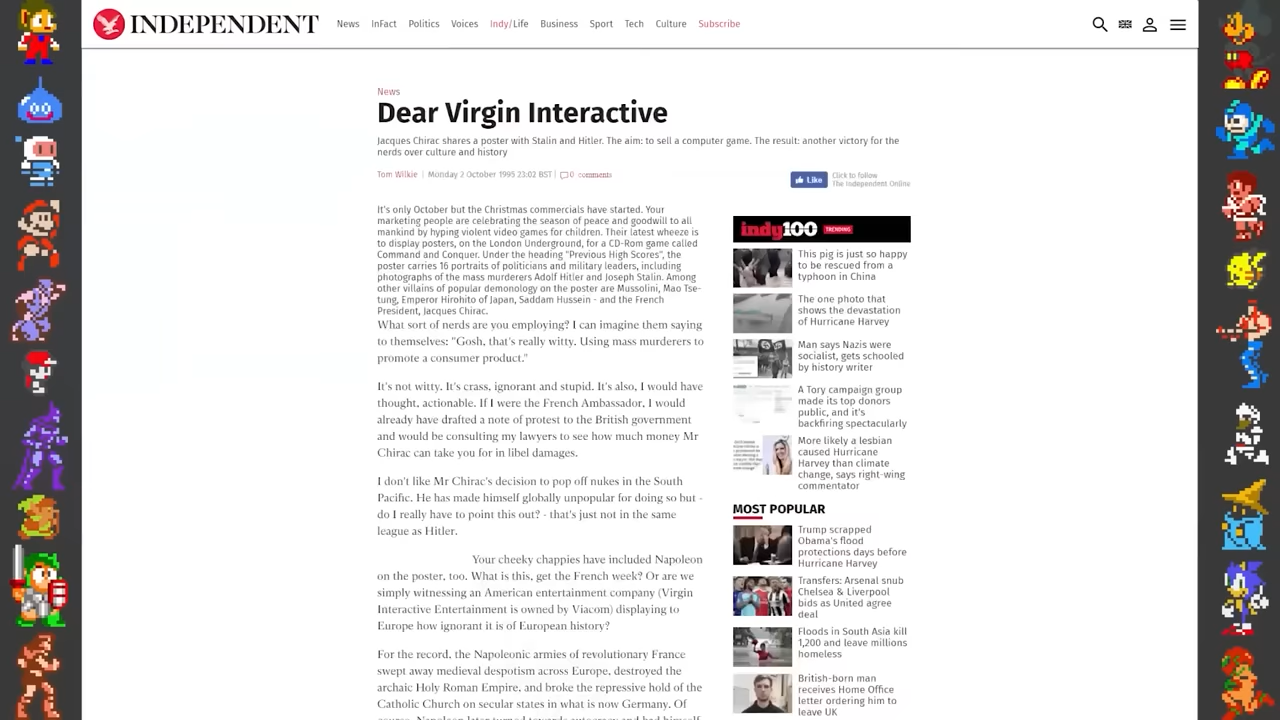 INDEPENDENT
News InFact Politics Voices Indy/Life Business Sport Tech Culture Subscribe
News
Dear Virgin Interactive
Jacques Chirac shares a poster with Stalin and Hitler. The aim: to sell a computer game. The result: another victory for the
nerds over culture and history
Tom Wilkie | Monday 2 October 1995 23:02 BST | 0 comments
Like
Click to follow
The Independent Online
It's only October but the Christmas commercials have started. Your
marketing people are celebrating the season of peace and goodwill to all
mankind by hyping violent video games for children. Their latest wheeze is
to display posters, on the London Underground, for a CD-Rom game called
Command and Conquer. Under the heading "Previous High Scores", the
poster carries 16 portraits of politicians and military leaders, including
photographs of the mass murderers Adolf Hitler and Joseph Stalin. Among
other villains of popular demonology on the poster are Mussolini, Mao Tse-
tung, Emperor Hirohito of Japan, Saddam Hussein - and the French
President, Jacques Chirac.
What sort of nerds are you employing? I can imagine them saying
to themselves: "Gosh, that's really witty. Using mass murderers to
promote a consumer product."
It's not witty. It's crass, ignorant and stupid. It's also, I would have
thought, actionable. If I were the French Ambassador, I would
already have drafted a note of protest to the British government
and would be consulting my lawyers to see how much money Mr
Chirac can take you for in libel damages.
I don't like Mr Chirac's decision to pop off nukes in the South
Pacific. He has made himself globally unpopular for doing so but -
do I really have to point this out? - that's just not in the same
league as Hitler.
Your cheeky chappies have included Napoleon
on the poster, too. What is this, get the French week? Or are we
simply witnessing an American entertainment company (Virgin
Interactive Entertainment is owned by Viacom) displaying to
Europe how ignorant it is of European history?
For the record, the Napoleonic armies of revolutionary France
swept away medieval despotism across Europe, destroyed the
archaic Holy Roman Empire, and broke the repressive hold of the
Catholic Church on secular states in what is now Germany. Of
indy100 TRENDING
This pig is just so happy
to be rescued from a
typhoon in China
The one photo that
shows the devastation
of Hurricane Harvey
Man says Nazis were
socialist, gets schooled
by history writer
A Tory campaign group
made its top donors
public, and it's
backfiring spectacularly
More likely a lesbian
caused Hurricane
Harvey than climate
change, says right-wing
commentator
MOST POPULAR
Trump scrapped
Obama's flood
protections days before
Hurricane Harvey
Transfers: Arsenal snub
Chelsea & Liverpool
bids as United agree
deal
Floods in South Asia kill
1,200 and leave millions
homeless
British-born man
receives Home Office
letter ordering him to
leave UK